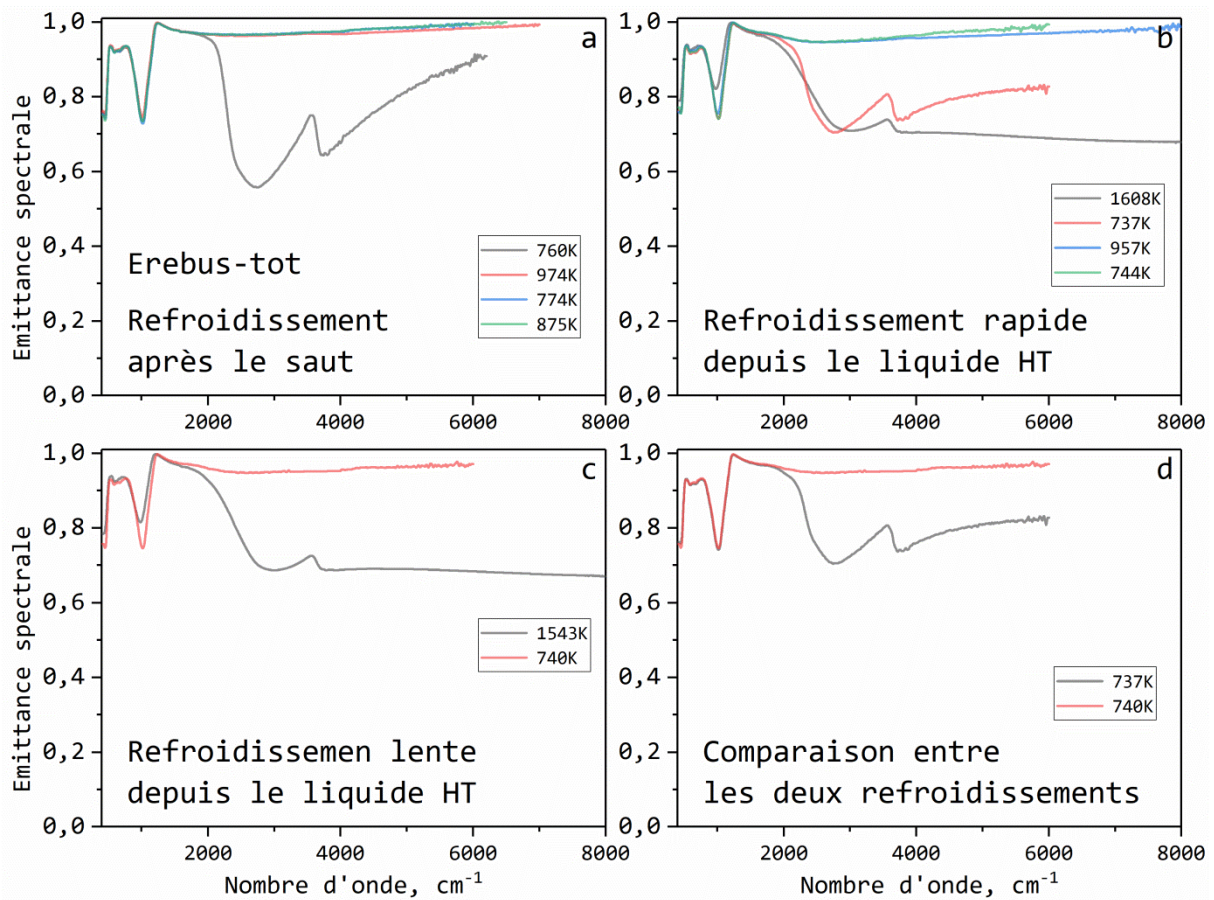 1,0
0,8
0,6
0,4
0,2
0,0
Emittance spectrale
a
Erebus-tot
Refroidissement
après le saut
760K
974K
774K
875K
2000
4000
6000
8000
1,0
0,8
0,6
0,4
0,2
0,0
b
1608K
737K
957K
744K
Refroidissement rapide
depuis le liquide HT
2000
4000
6000
8000
1,0
0,8
0,6
0,4
0,2
0,0
Emittance spectrale
c
1543K
740K
Refroidissemen lente
depuis le liquide HT
2000
4000
6000
8000
Nombre d'onde, cm⁻¹
1,0
0,8
0,6
0,4
0,2
0,0
d
737K
740K
Comparaison entre
les deux refroidissements
2000
4000
6000
8000
Nombre d'onde, cm⁻¹